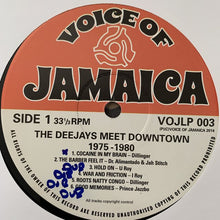 VOICE OF
JAMAICA
SIDE 1 33⅓ RPM
VOJLP 003
(P)(C)VOICE OF JAMAICA 2014
THE DEEJAYS MEET DOWNTOWN
1975-1980
1. COCAINE IN MY BRAIN - Dillinger
2. THE BARBER FEEL IT - Dr. Alimantado & Jah Stitch
3. HOLD ON - U Roy
4. WAR AND FRICTION - I Roy
5. ROOTS NATTY CONGO - Dillinger
6. GOOD MEMORIES - Prince Jazzbo
All tracks copyright control
ALL RIGHTS OF THE OWNER OF THIS RECORD ARE RESERVED. UNAUTHORISED COPYING OF THIS RECORD